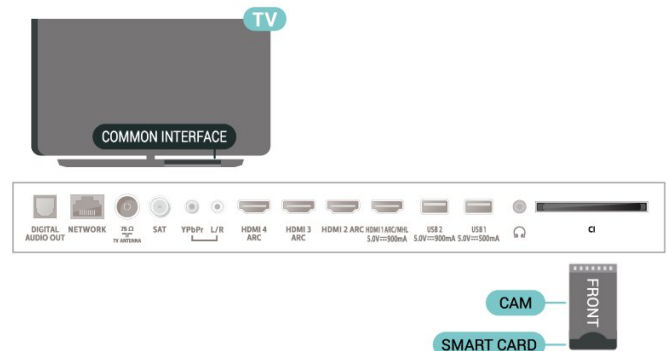 TV
COMMON INTERFACE
DIGITAL
AUDIO OUT
NETWORK
75 Ω
TV ANTENNA
SAT
YPbPr
L/R
HDMI 4
ARC
HDMI 3
ARC
HDMI 2 ARC
HDMI 1 ARC/MHL
5.0V⎓900mA
USB 2
5.0V⎓900mA
USB 1
5.0V⎓500mA
CI
CAM
FRONT
SMART CARD